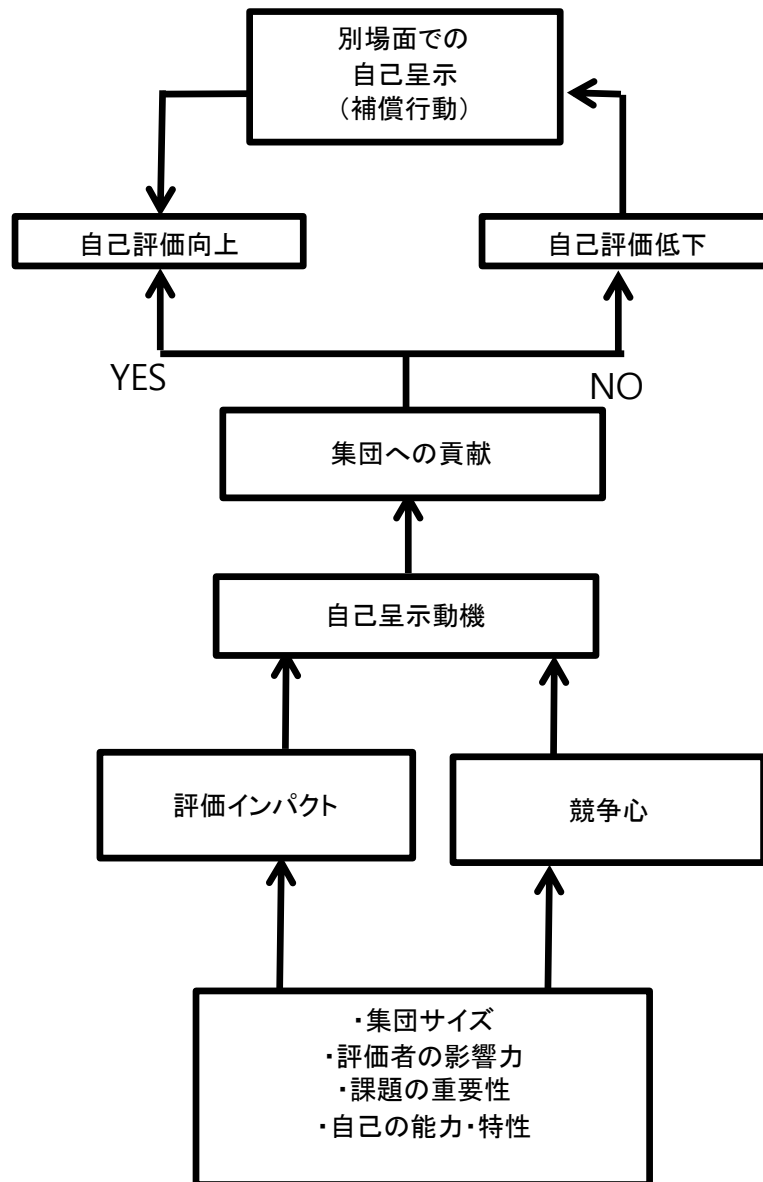 別場面での
自己呈示
（補償行動）
自己評価向上
自己評価低下
YES
NO
集団への貢献
自己呈示動機
評価インパクト
競争心
・集団サイズ
・評価者の影響力
・課題の重要性
・自己の能力・特性